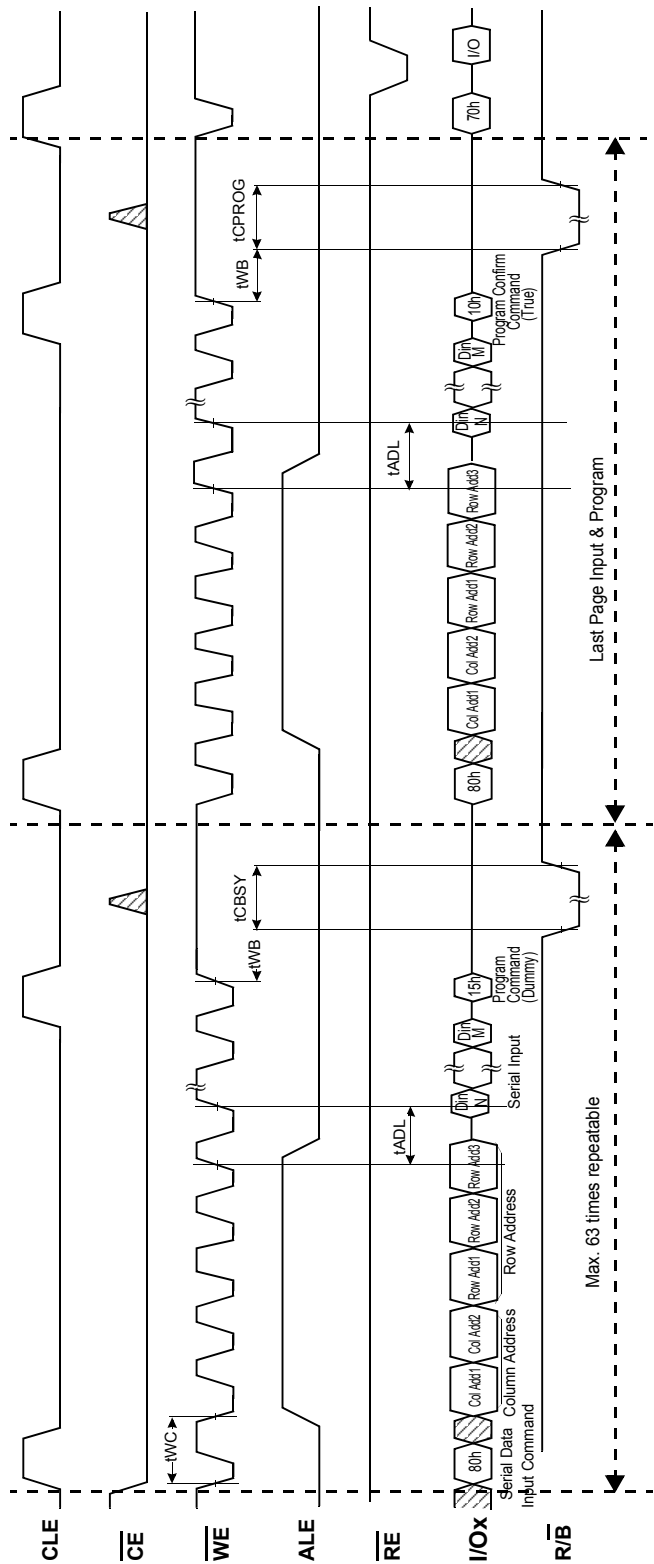 CLE
CE
WE
tWC
tWB
tCBSY
tWB
tCPROG
ALE
tADL
tADL
RE
I/Ox
80h
Col Add1
Col Add2
Row Add1
Row Add2
Row Add3
Din
N
Din
M
15h
80h
Col Add1
Col Add2
Row Add1
Row Add2
Row Add3
Din
N
Din
M
10h
70h
I/O
Serial Data
Input Command
Column Address
Row Address
Serial Input
Program
Command
(Dummy)
Program Confirm
Command
(True)
R/B
Max. 63 times repeatable
Last Page Input & Program